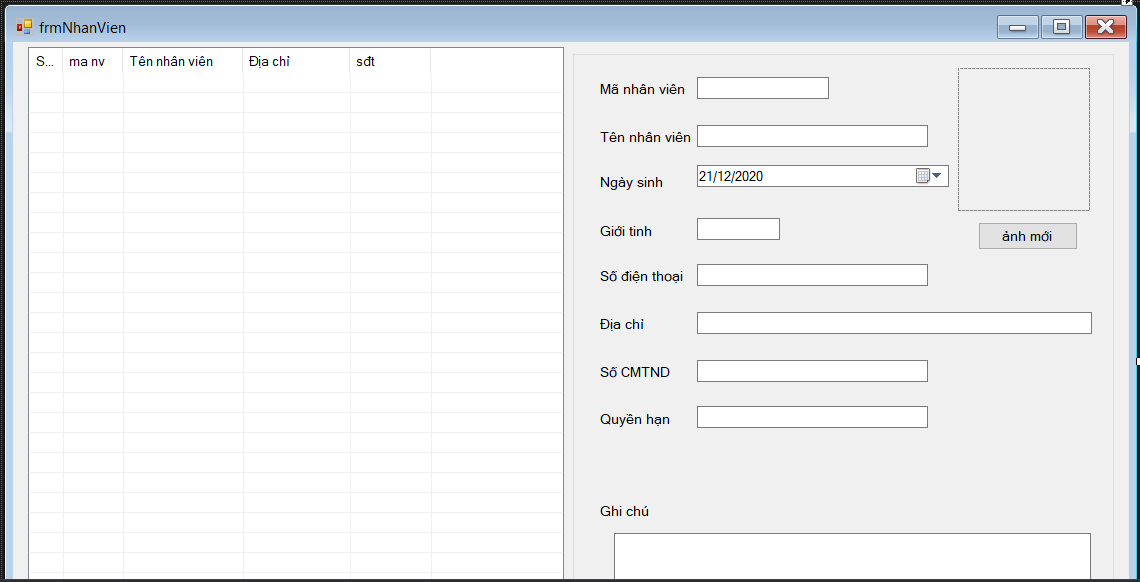 frmNhanVien
S... ma nv Tên nhân viên Địa chỉ sđt
Mã nhân viên
Tên nhân viên
Ngày sinh 21/12/2020
Giới tinh
ảnh mới
Số điện thoại
Địa chỉ
Số CMTND
Quyền hạn
Ghi chú